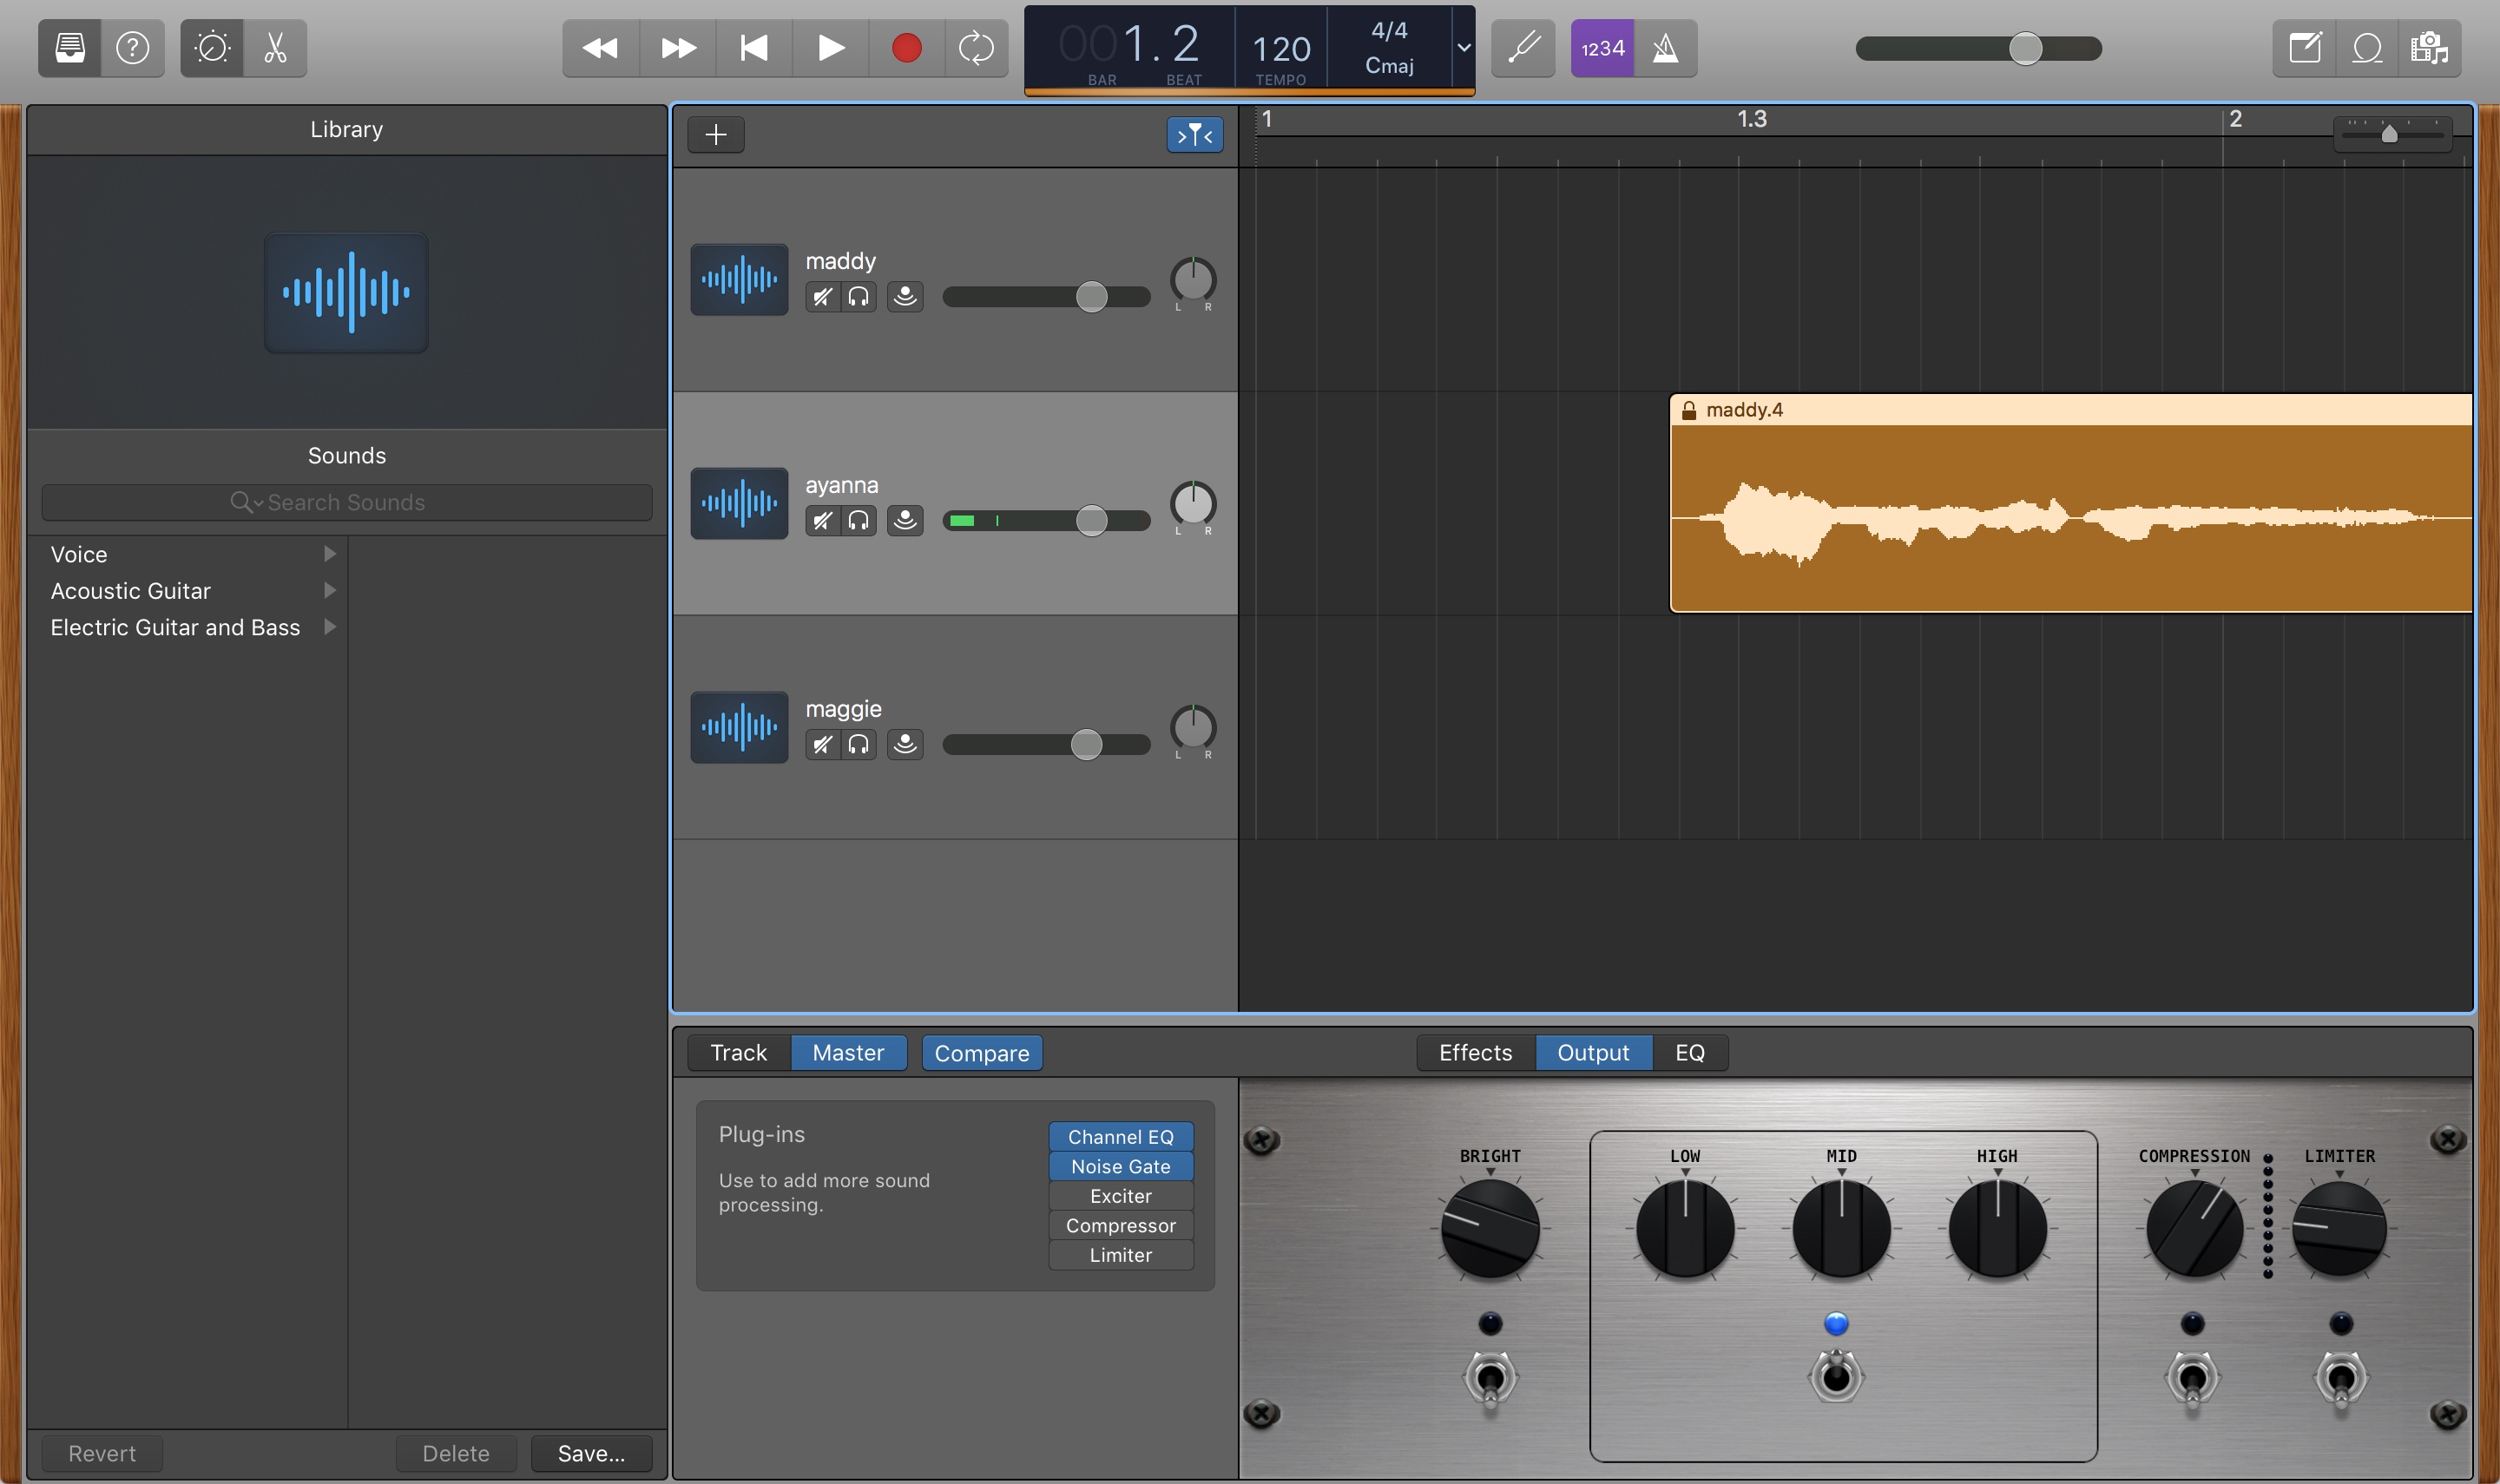 001.2
120
4/4
Cmaj
BAR
BEAT
TEMPO
1234
Library
Sounds
Search Sounds
Voice
Acoustic Guitar
Electric Guitar and Bass
Revert
Delete
Save...
1
1.3
2
maddy
L R
maddy.4
ayanna
L R
maggie
L R
Track
Master
Compare
Effects
Output
EQ
Plug-ins
Use to add more sound
processing.
Channel EQ
Noise Gate
Exciter
Compressor
Limiter
BRIGHT
LOW
MID
HIGH
COMPRESSION
LIMITER